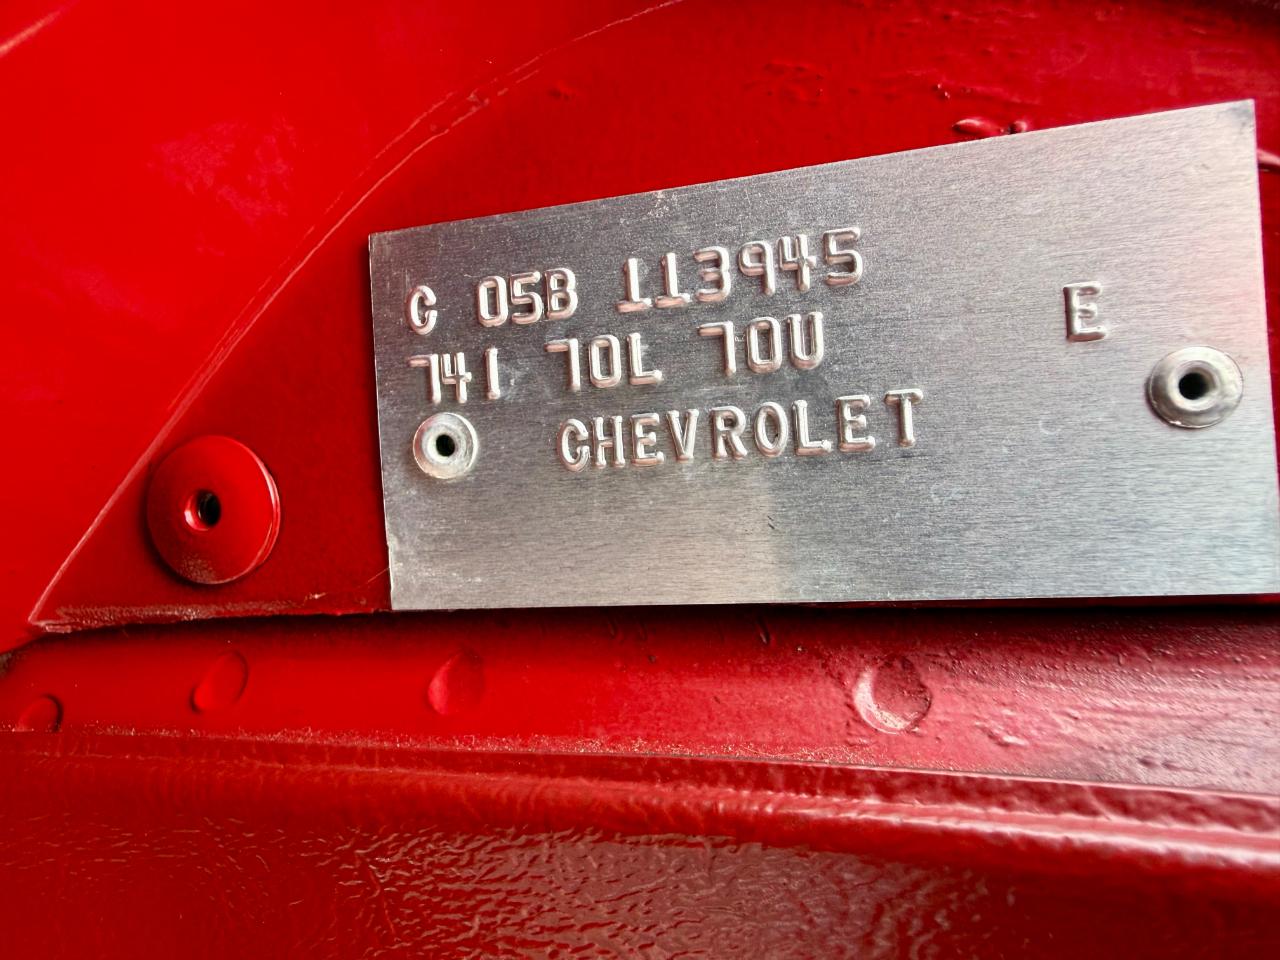 C 05B 113945
E
741 70L 70U
CHEVROLET